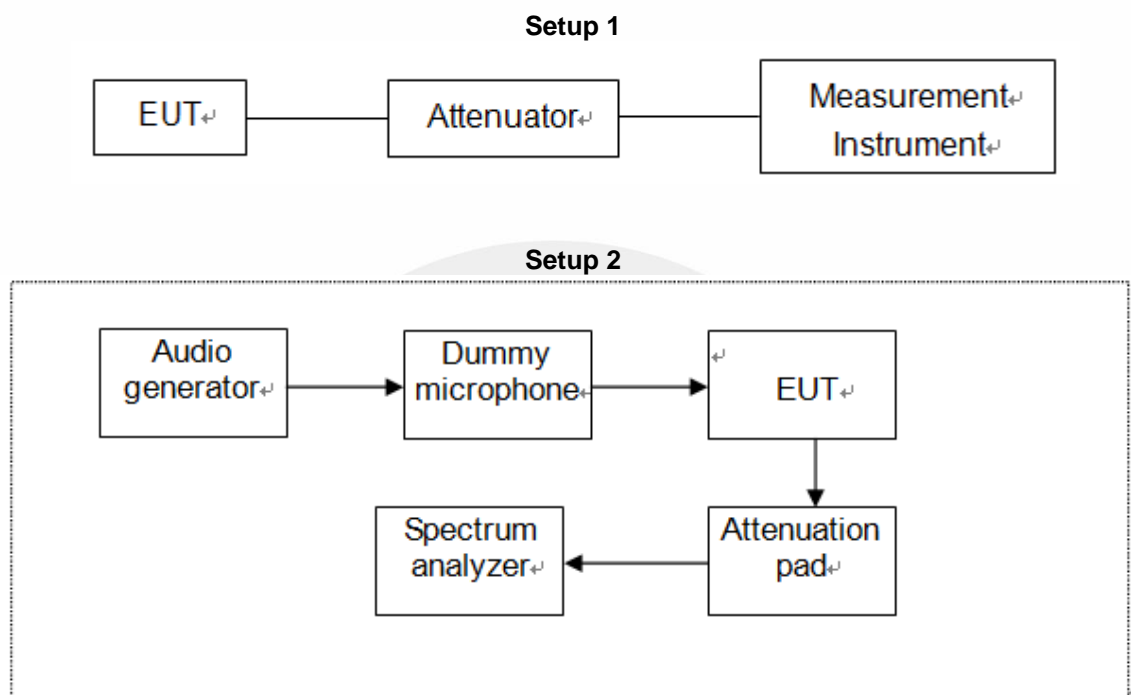 Setup 1
EUT↵
Attenuator↵
Measurement↵
Instrument↵
Setup 2
Audio
generator↵
Dummy
microphone↵
↵
EUT↵
Spectrum
analyzer↵
Attenuation
pad↵